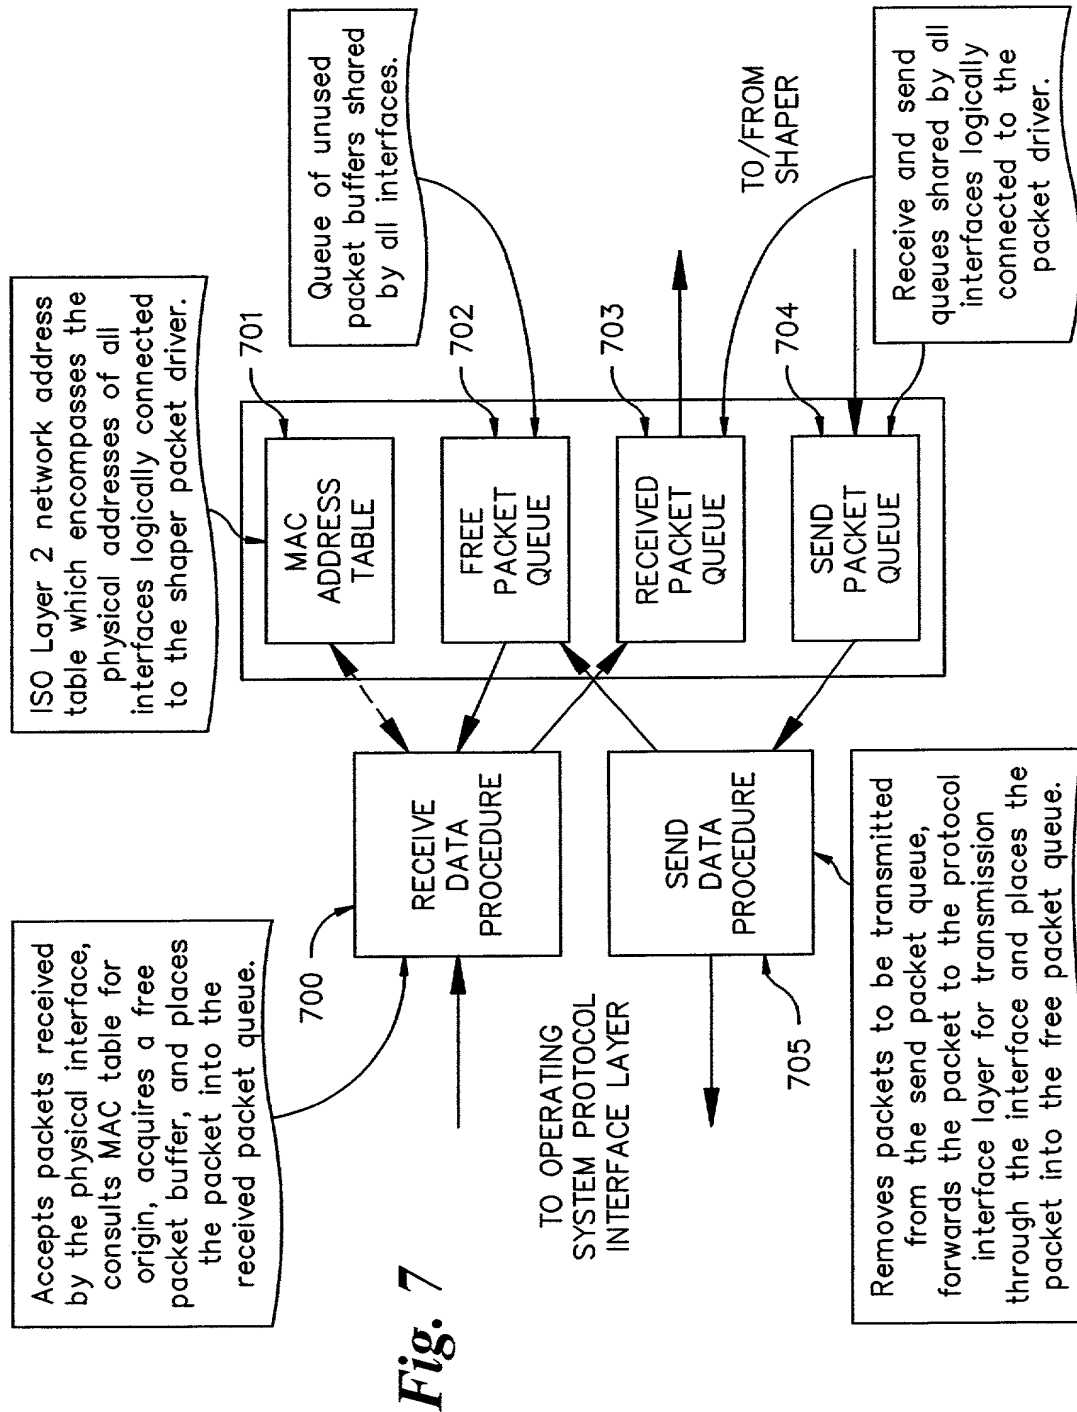 Accepts packets received
by the physical interface,
consults MAC table for
origin, acquires a free
packet buffer, and places
the packet into the
received packet queue.
ISO Layer 2 network address
table which encompasses the
physical addresses of all
interfaces logically connected
to the shaper packet driver.
Queue of unused
packet buffers shared
by all interfaces.
700
701
702
703
704
705
RECEIVE
DATA
PROCEDURE
MAC
ADDRESS
TABLE
FREE
PACKET
QUEUE
RECEIVED
PACKET
QUEUE
SEND
PACKET
QUEUE
SEND
DATA
PROCEDURE
TO OPERATING
SYSTEM PROTOCOL
INTERFACE LAYER
TO/FROM
SHAPER
Removes packets to be transmitted
from the send packet queue,
forwards the packet to the protocol
interface layer for transmission
through the interface and places the
packet into the free packet queue.
Receive and send
queues shared by all
interfaces logically
connected to the
packet driver.
Fig. 7